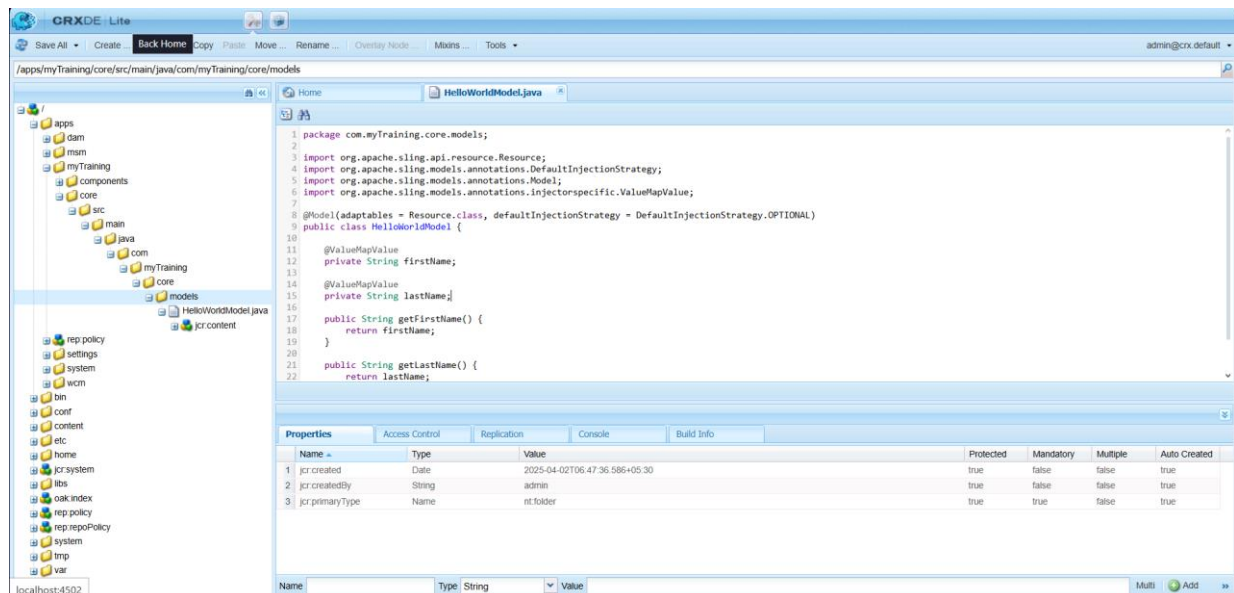 CRXDE Lite
Save All Create ... Back Home Copy Paste Move ... Rename ... Overlay Node ... Mixins ... Tools admin@crx.default
/apps/myTraining/core/src/main/java/com/myTraining/core/models
/
apps
dam
msm
myTraining
components
core
src
main
java
com
myTraining
core
models
HelloWorldModel.java
jcr:content
rep:policy
settings
system
wcm
bin
conf
content
etc
home
jcr:system
libs
oak:index
rep:policy
rep:repoPolicy
system
tmp
var
localhost:4502
Home HelloWorldModel.java
1 package com.myTraining.core.models;
2
3 import org.apache.sling.api.resource.Resource;
4 import org.apache.sling.models.annotations.DefaultInjectionStrategy;
5 import org.apache.sling.models.annotations.Model;
6 import org.apache.sling.models.annotations.injectorspecific.ValueMapValue;
7
8 @Model(adaptables = Resource.class, defaultInjectionStrategy = DefaultInjectionStrategy.OPTIONAL)
9 public class HelloWorldModel {
10
11 @ValueMapValue
12 private String firstName;
13
14 @ValueMapValue
15 private String lastName;
16
17 public String getFirstName() {
18 return firstName;
19 }
20
21 public String getLastName() {
22 return lastName;
Properties Access Control Replication Console Build Info
Name Type Value Protected Mandatory Multiple Auto Created
1 jcr:created Date 2025-04-02T06:47:36.586+05:30 true false false true
2 jcr:createdBy String admin true false false true
3 jcr:primaryType Name nt:folder true true false true
Name Type String Value Multi Add